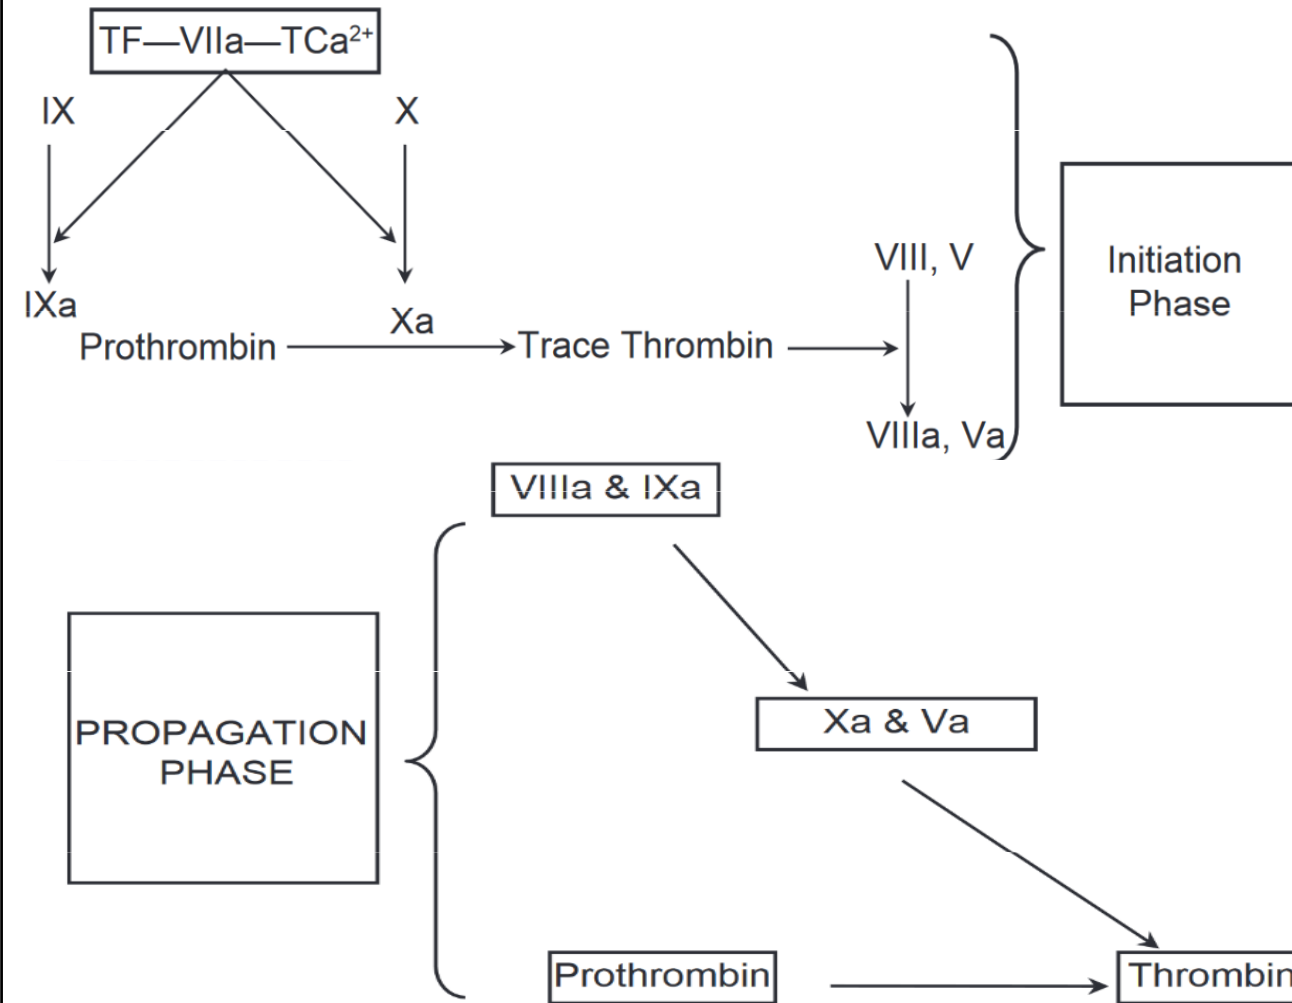 TF—VIIa—TCa²⁺
IX
X
VIII, V
Initiation
Phase
IXa
Xa
Prothrombin
Trace Thrombin
VIIIa, Va
VIIIa & IXa
Xa & Va
PROPAGATION
PHASE
Prothrombin
Thrombin